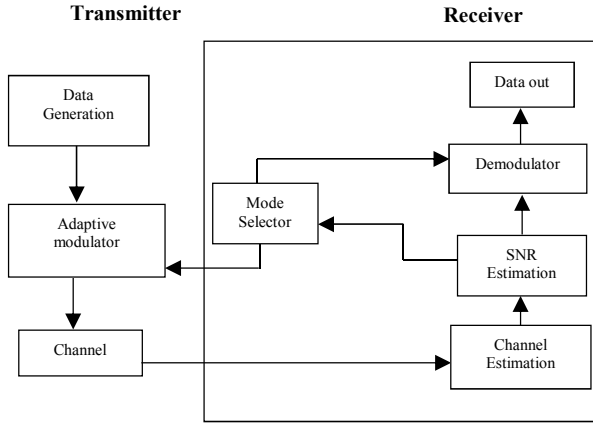 Transmitter
Receiver
Data
Generation
Data out
Demodulator
Mode
Selector
Adaptive
modulator
SNR
Estimation
Channel
Channel
Estimation